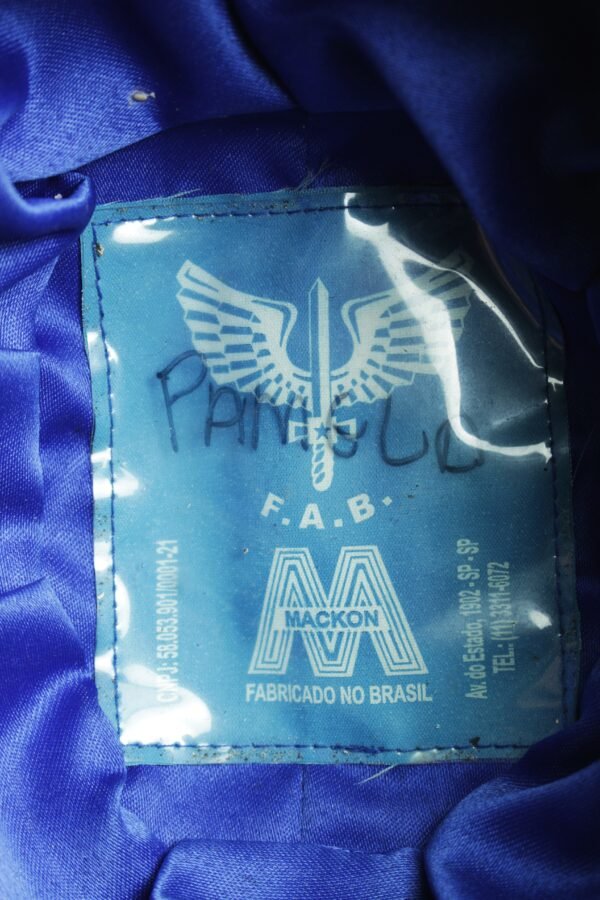 PAMELA
F.A.B.
MACKON
FABRICADO NO BRASIL
CNPJ: 58.053.901/0001-21
Av. do Estado, 1902 - SP - SP
TEL.: (11) 3311-6072